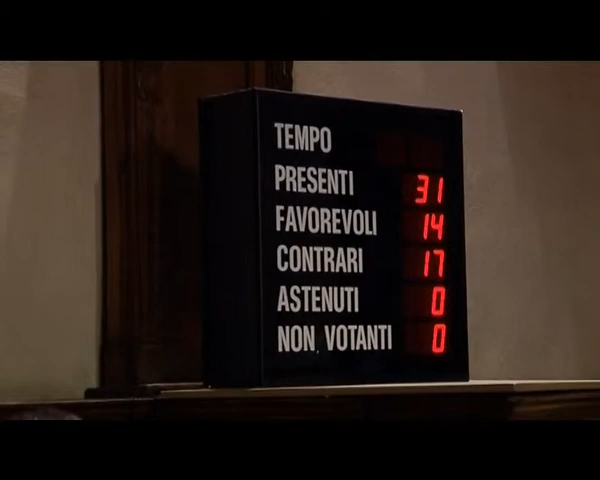 TEMPO
PRESENTI 31
FAVOREVOLI 14
CONTRARI 17
ASTENUTI 0
NON VOTANTI 0